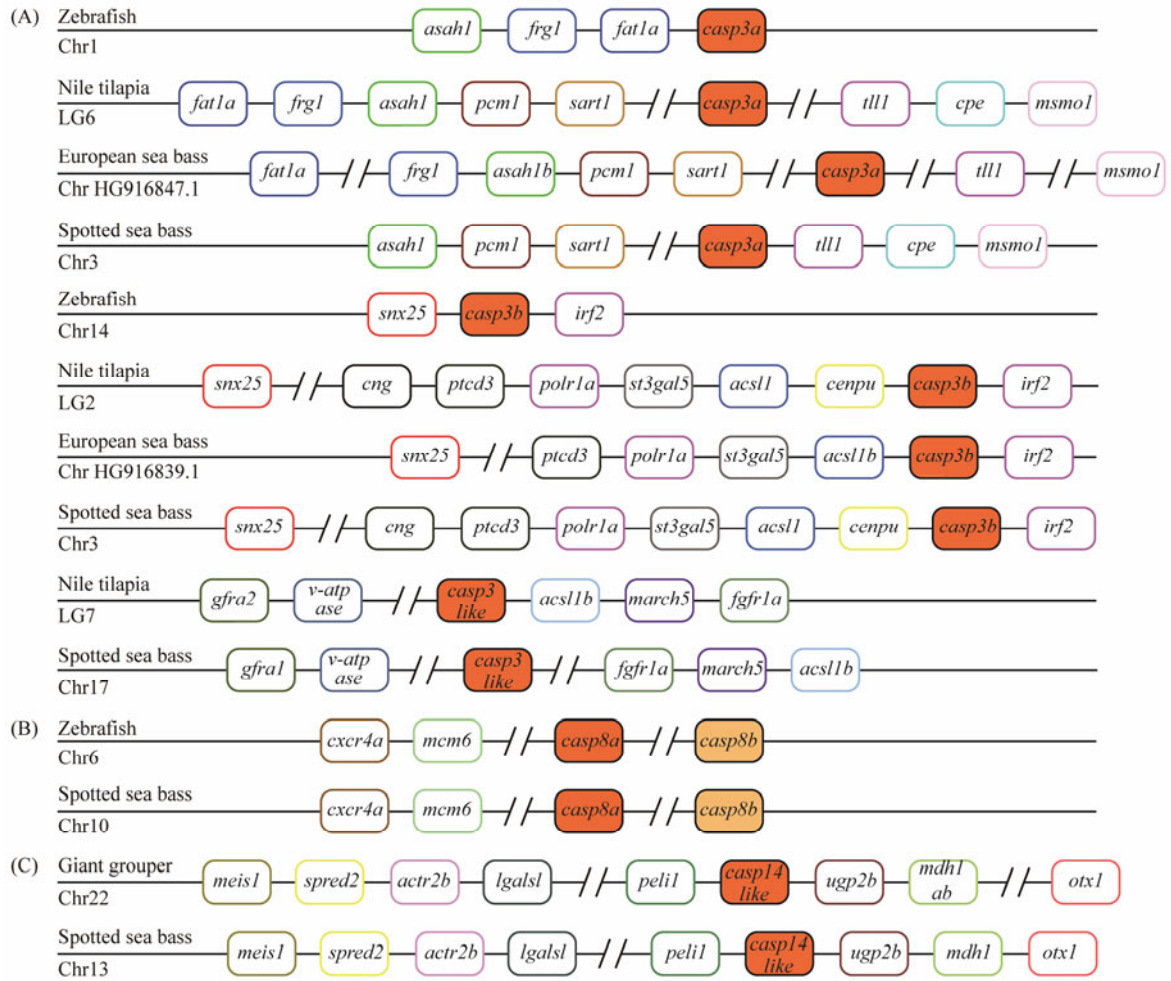 (A) Zebrafish
asah1 frg1 fat1a casp3a
Chr1
Nile tilapia
fat1a frg1 asah1 pcm1 sart1 casp3a tll1 cpe msmo1
LG6
European sea bass
fat1a frg1 asah1b pcm1 sart1 casp3a tll1 msmo1
Chr HG916847.1
Spotted sea bass
asah1 pcm1 sart1 casp3a tll1 cpe msmo1
Chr3
Zebrafish
snx25 casp3b irf2
Chr14
Nile tilapia
snx25 cng ptcd3 polr1a st3gal5 acsl1 cenpu casp3b irf2
LG2
European sea bass
snx25 ptcd3 polr1a st3gal5 acsl1b casp3b irf2
Chr HG916839.1
Spotted sea bass
snx25 cng ptcd3 polr1a st3gal5 acsl1 cenpu casp3b irf2
Chr3
Nile tilapia
gfra2 v-atp ase casp3 like acsl1b march5 fgfr1a
LG7
Spotted sea bass
gfra1 v-atp ase casp3 like fgfr1a march5 acsl1b
Chr17
(B) Zebrafish
cxcr4a mcm6 casp8a casp8b
Chr6
Spotted sea bass
cxcr4a mcm6 casp8a casp8b
Chr10
(C) Giant grouper
meis1 spred2 actr2b lgalsl peli1 casp14 like ugp2b mdh1 ab otx1
Chr22
Spotted sea bass
meis1 spred2 actr2b lgalsl peli1 casp14 like ugp2b mdh1 otx1
Chr13